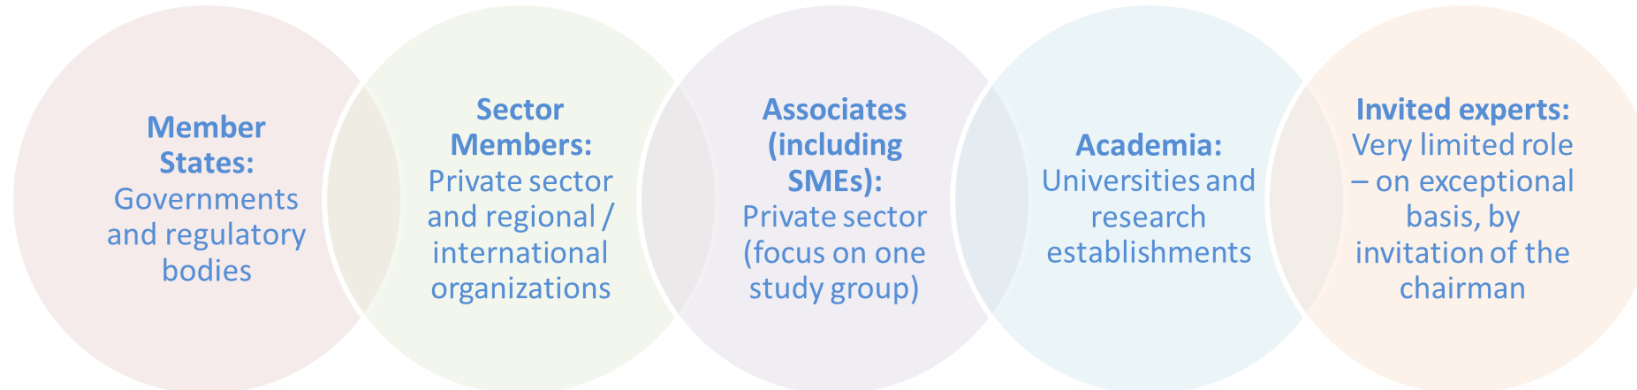 Member
States:
Governments
and regulatory
bodies
Sector
Members:
Private sector
and regional /
international
organizations
Associates
(including
SMEs):
Private sector
(focus on one
study group)
Academia:
Universities and
research
establishments
Invited experts:
Very limited role
– on exceptional
basis, by
invitation of the
chairman